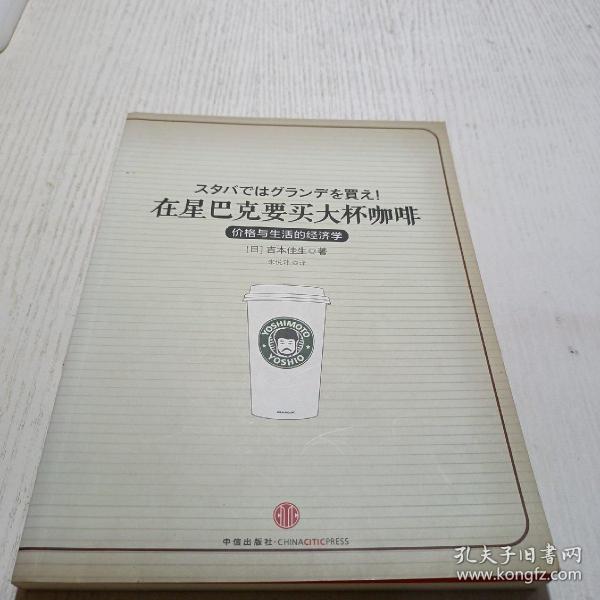 スタバではグランデを買え!
在星巴克要买大杯咖啡
价格与生活的经济学
[日]吉本佳生◎著
YOSHIMOTO
YOSHIO
中信出版社·CHINACITICPRESS
孔夫子旧书网
www.kongfz.com